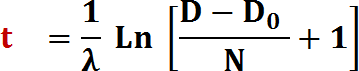 t = 1/λ Ln [(D − D₀)/N + 1]